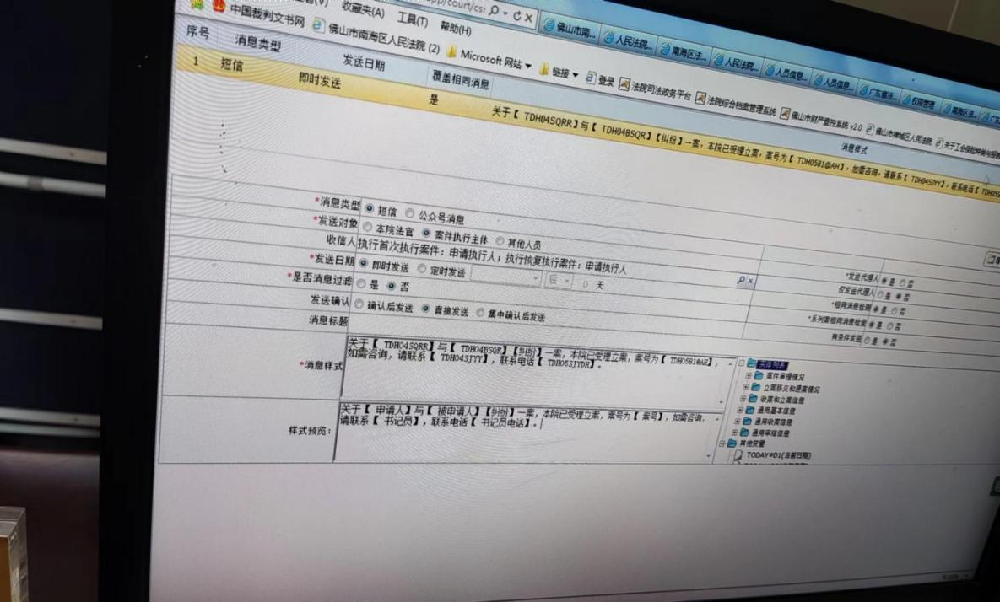 app/court/cs
佛山市南...
人民法院...
南海区法...
人民法院...
人员信息...
人员信息...
广东省法...
权限管理
南海区法...
收藏夹(A) 工具(T) 帮助(H)
中国裁判文书网 佛山市南海区人民法院 (2) Microsoft 网站 链接 登录 法院司法政务平台 法院综合档案管理系统 佛山市财产查控系统 v2.0 佛山市禅城区人民法院
序号 消息类型 发送日期 覆盖相同消息 消息样式
1 短信 即时发送 是 关于【 TDH04SQRR】与【 TDH04BSQR】【纠纷】一案，本院已受理立案，案号为【 TDH0581@AH】，如需咨询，请联系【 TDH04SJYY】，联系电话【
*消息类型 短信 公众号消息
*发送对象 本院法官 案件执行主体 其他人员
收信人 执行首次执行案件：申请执行人，执行恢复执行案件：申请执行人
*发送日期 即时发送 定时发送 后 0 天
*是否消息过滤 是 否
发送确认 确认后发送 直接发送 集中确认后发送
消息标题
*发送代理人 是 否
仅发送代理人 是 否
*相同消息检测 是 否
是 否
有条件发送 是 否
*消息样式
关于【 TDH04SQRR】与【 TDH04BSQR】【纠纷】一案，本院已受理立案，案号为【 TDH0581@AH】，
如需咨询，请联系【 TDH04SJYY】，联系电话【 TDH05SJYDH】。
样式预览：
关于【 申请人】与【 被申请人】【纠纷】一案，本院已受理立案，案号为【 案号】，如需咨询，
请联系【 书记员】，联系电话【 书记员电话】。
实体列表
案件审理情况
立案移交和退案情况
收案和立案信息
通用基本信息
通用收案信息
通用审结信息
其他变量
TODAY#D1(当前日期)